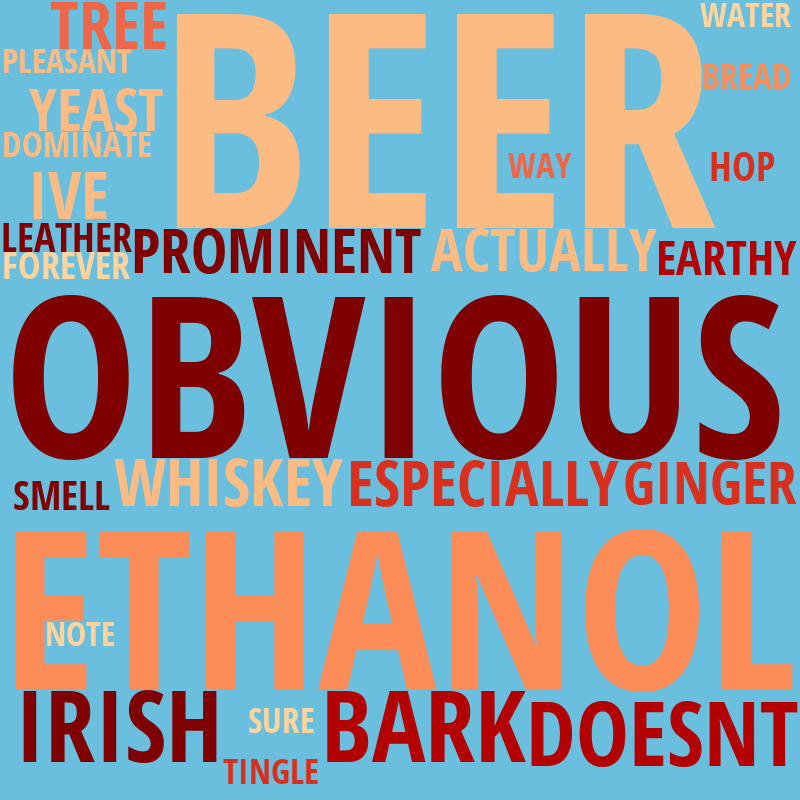 TREE
WATER
PLEASANT
BEER
BREAD
YEAST
DOMINATE
WAY
HOP
IVE
LEATHER
PROMINENT
ACTUALLY
EARTHY
FOREVER
OBVIOUS
SMELL
WHISKEY
ESPECIALLY
GINGER
ETHANOL
NOTE
IRISH
SURE
BARK
DOESNT
TINGLE